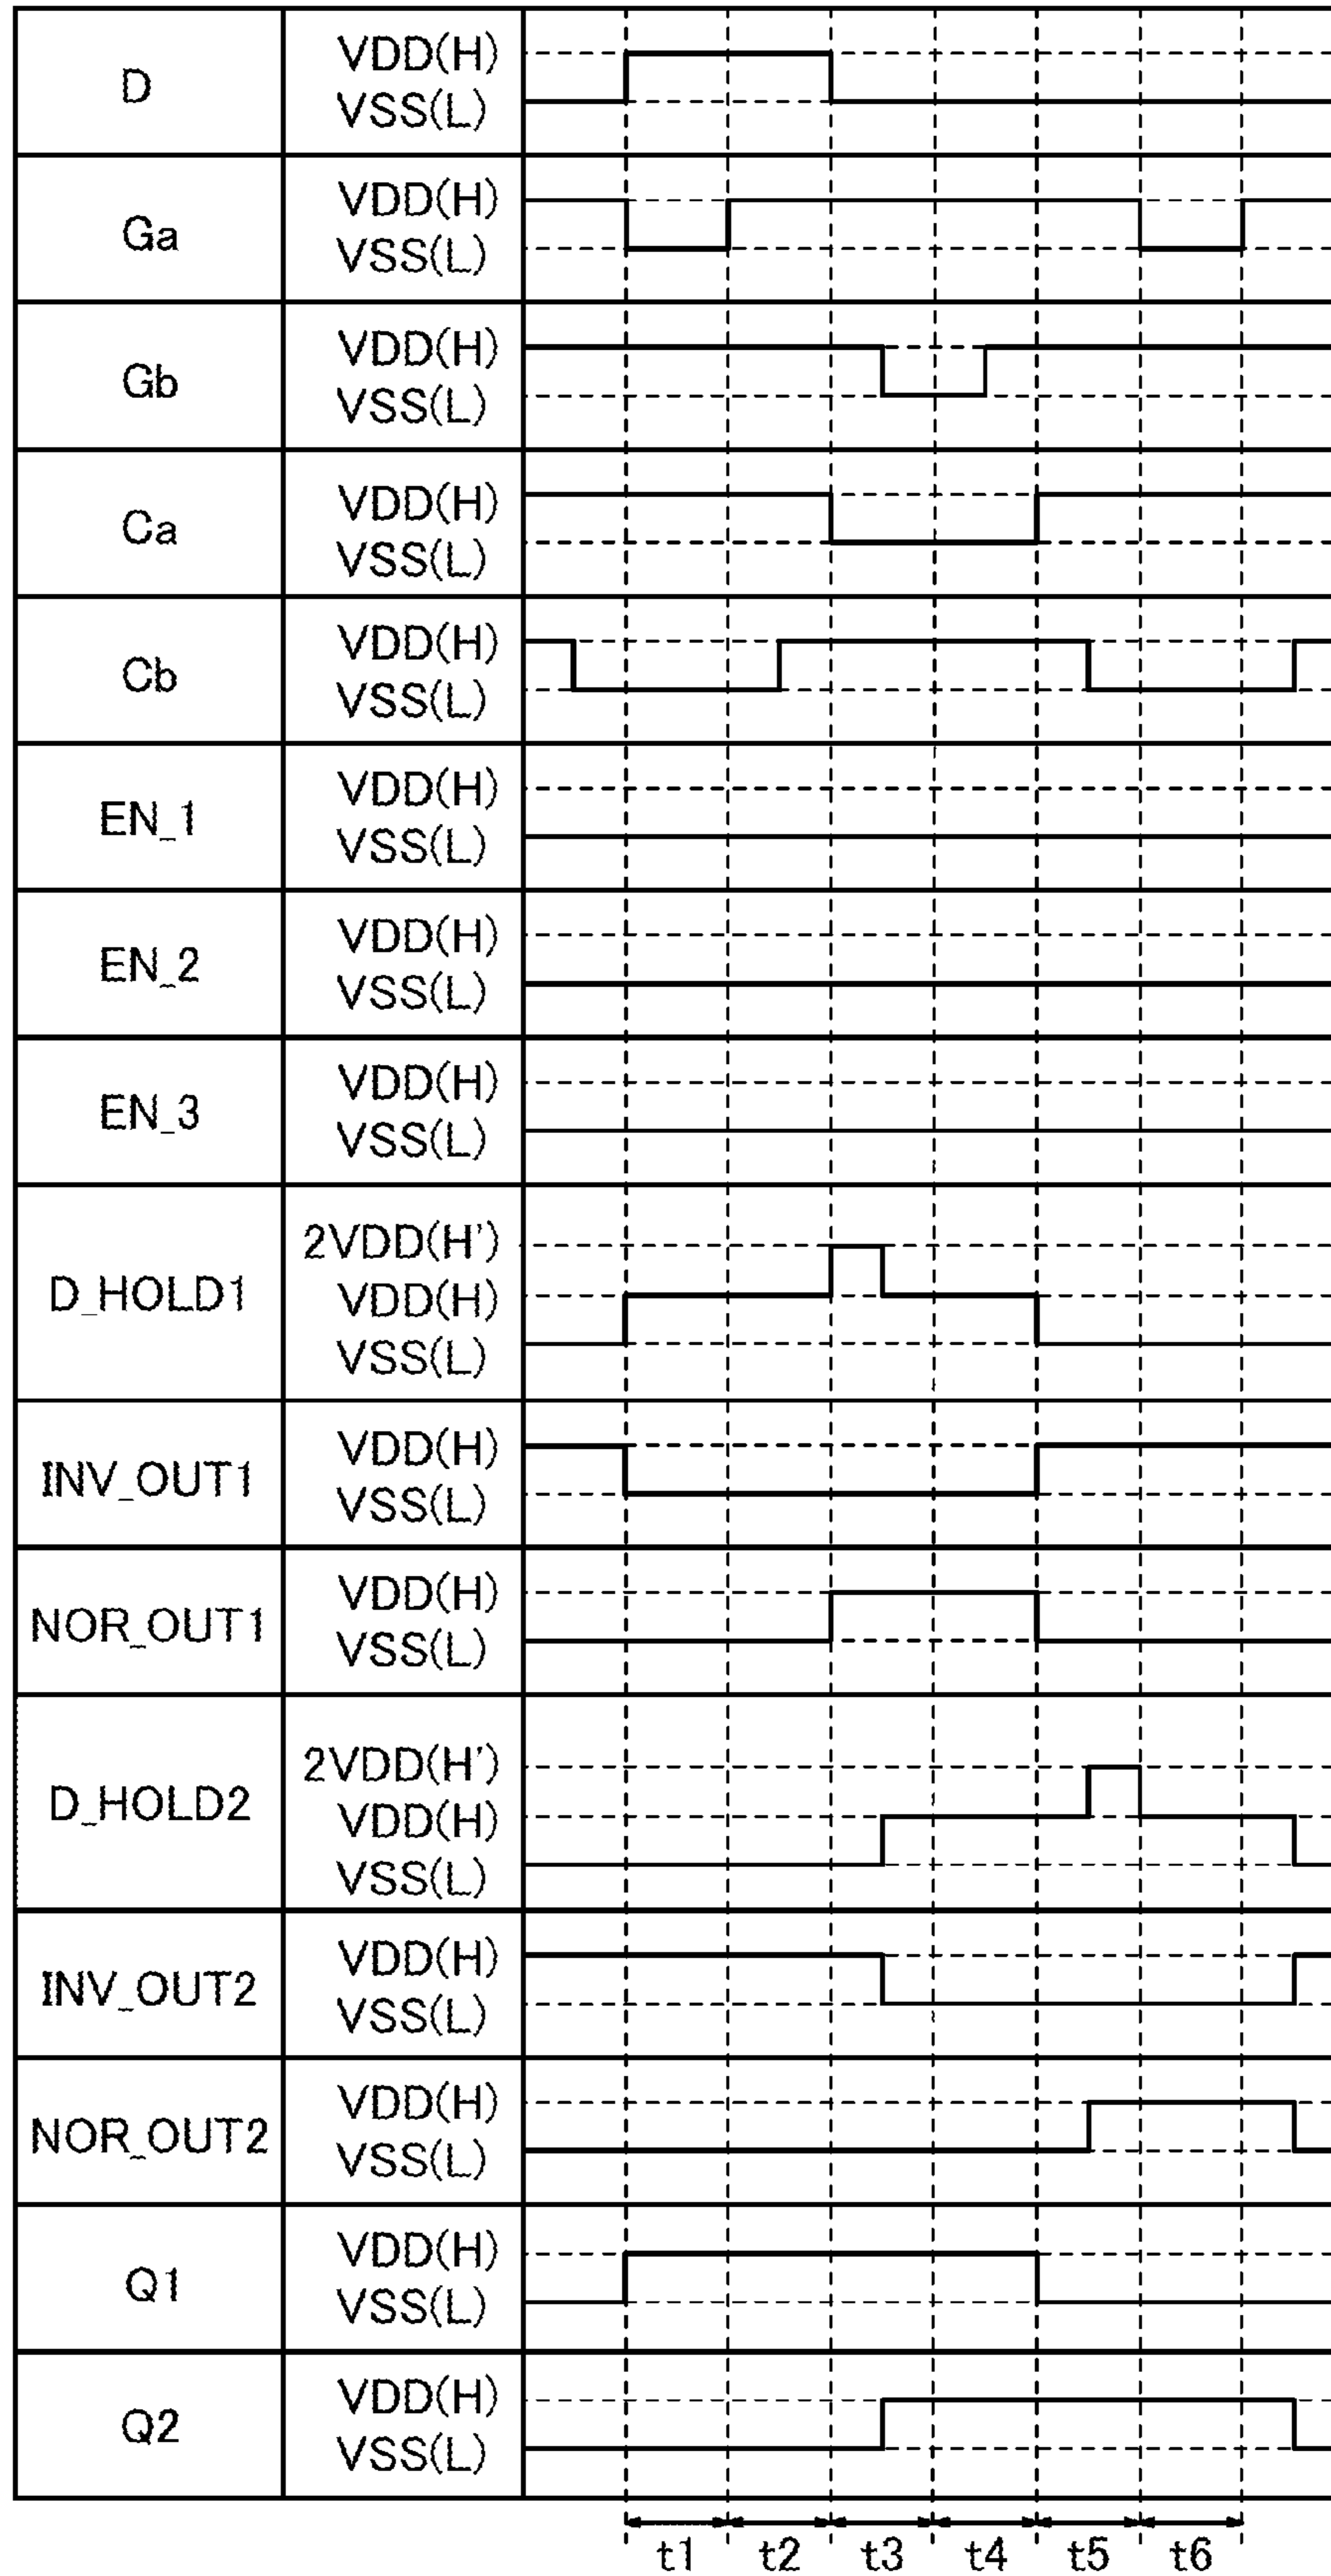 D
VDD(H)
VSS(L)
Ga
VDD(H)
VSS(L)
Gb
VDD(H)
VSS(L)
Ca
VDD(H)
VSS(L)
Cb
VDD(H)
VSS(L)
EN_1
VDD(H)
VSS(L)
EN_2
VDD(H)
VSS(L)
EN_3
VDD(H)
VSS(L)
D_HOLD1
2VDD(H')
VDD(H)
VSS(L)
INV_OUT1
VDD(H)
VSS(L)
NOR_OUT1
VDD(H)
VSS(L)
D_HOLD2
2VDD(H')
VDD(H)
VSS(L)
INV_OUT2
VDD(H)
VSS(L)
NOR_OUT2
VDD(H)
VSS(L)
Q1
VDD(H)
VSS(L)
Q2
VDD(H)
VSS(L)
t1 t2 t3 t4 t5 t6